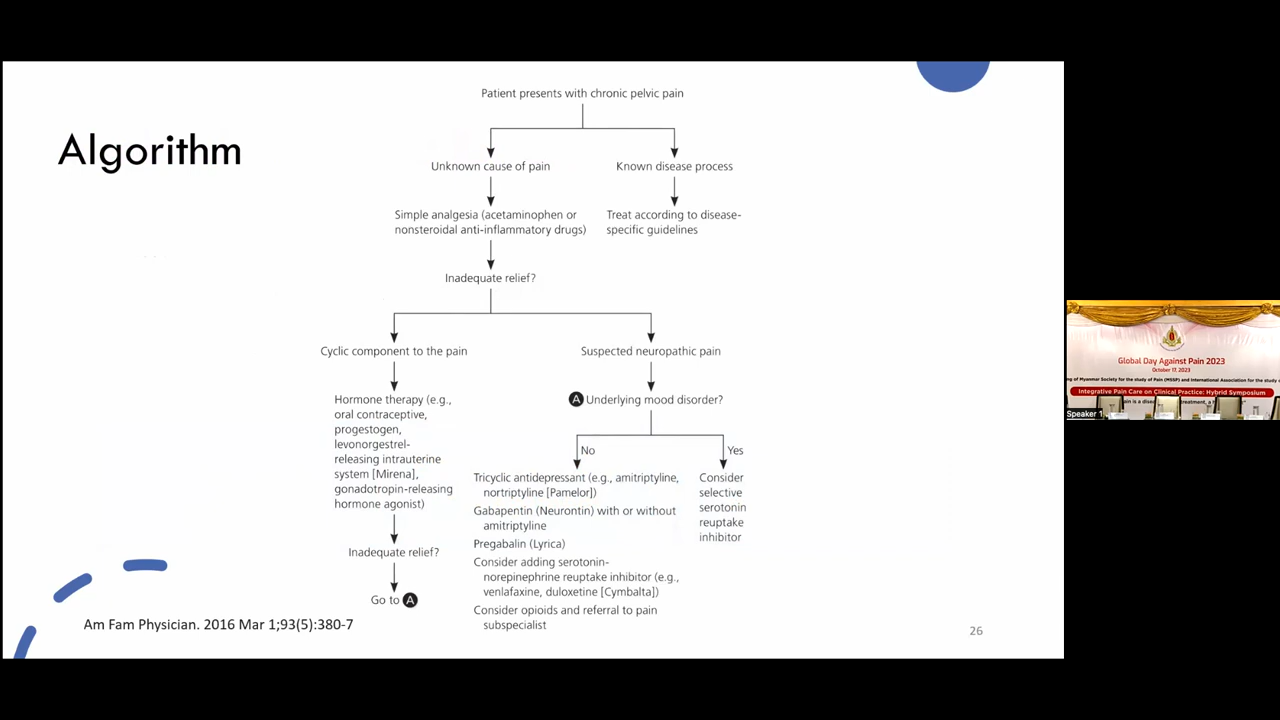 Algorithm
Patient presents with chronic pelvic pain
Unknown cause of pain
Known disease process
Simple analgesia (acetaminophen or
nonsteroidal anti-inflammatory drugs)
Treat according to disease-
specific guidelines
Inadequate relief?
Cyclic component to the pain
Suspected neuropathic pain
Hormone therapy (e.g.,
oral contraceptive,
progestogen,
levonorgestrel-
releasing intrauterine
system [Mirena],
gonadotropin-releasing
hormone agonist)
Inadequate relief?
Go to A
A Underlying mood disorder?
No
Yes
Tricyclic antidepressant (e.g., amitriptyline,
nortriptyline [Pamelor])
Gabapentin (Neurontin) with or without
amitriptyline
Pregabalin (Lyrica)
Consider adding serotonin-
norepinephrine reuptake inhibitor (e.g.,
venlafaxine, duloxetine [Cymbalta])
Consider opioids and referral to pain
subspecialist
Consider
selective
serotonin
reuptake
inhibitor
Am Fam Physician. 2016 Mar 1;93(5):380-7
26
Global Day Against Pain 2023
October 17, 2023
of Myanmar Society for the study of Pain (MSSP) and International Association for the study
Integrative Pain Care on Clinical Practice: Hybrid Symposium
Speaker 1